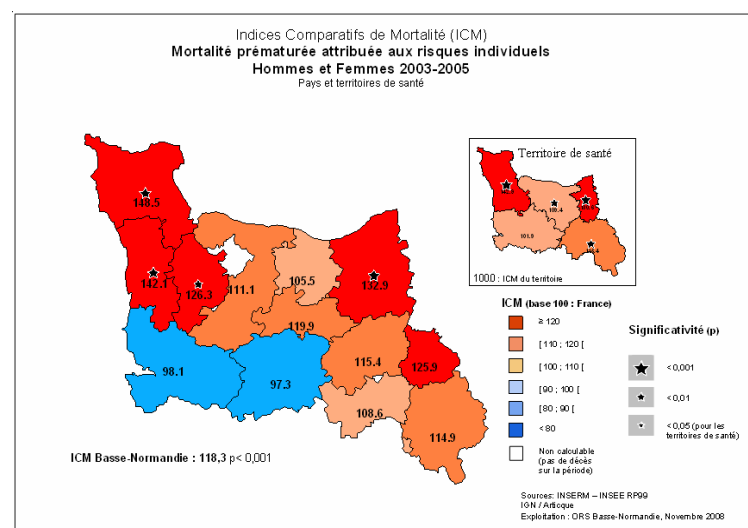 Indices Comparatifs de Mortalité (ICM)
Mortalité prématurée attribuée aux risques individuels
Hommes et Femmes 2003-2005
Pays et territoires de santé
Territoire de santé
101.9
100.0 : ICM du territoire
148.5
142.1
126.3
111.1
105.5
132.9
119.9
98.1
97.3
115.4
125.9
108.6
114.9
ICM (base 100 : France)
≥ 120
[110 ; 120 [
[100 ; 110 [
[90 ; 100 [
[80 ; 90 [
<80
Non calculable
(pas de décès
sur la période)
Significativité (p)
<0,001
<0,01
<0,05 (pour les
territoires de santé)
ICM Basse-Normandie : 118,3 p< 0,001
Sources: INSERM – INSEE RP99
IGN / Articque
Exploitation : ORS Basse-Normandie, Novembre 2008